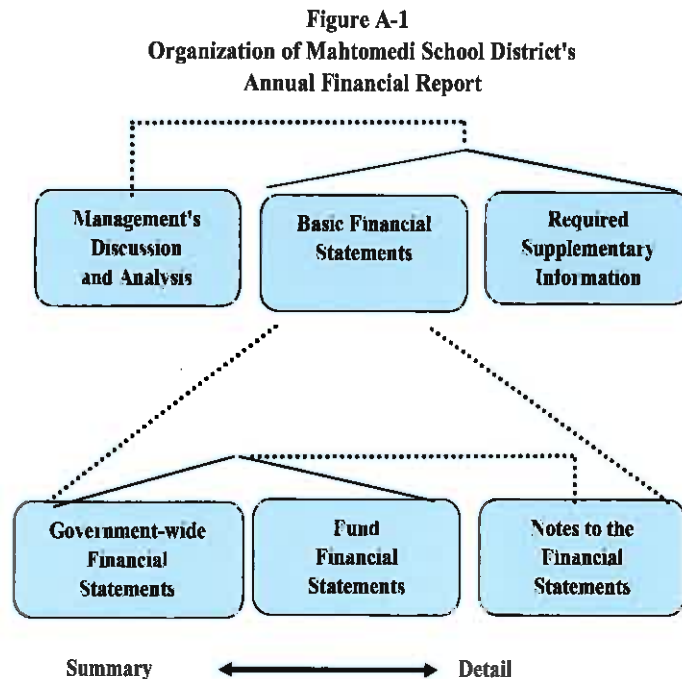 Figure A-1
Organization of Mahtomedi School District's
Annual Financial Report
Management's
Discussion
and Analysis
Basic Financial
Statements
Required
Supplementary
Information
Government-wide
Financial
Statements
Fund
Financial
Statements
Notes to the
Financial
Statements
Summary
Detail